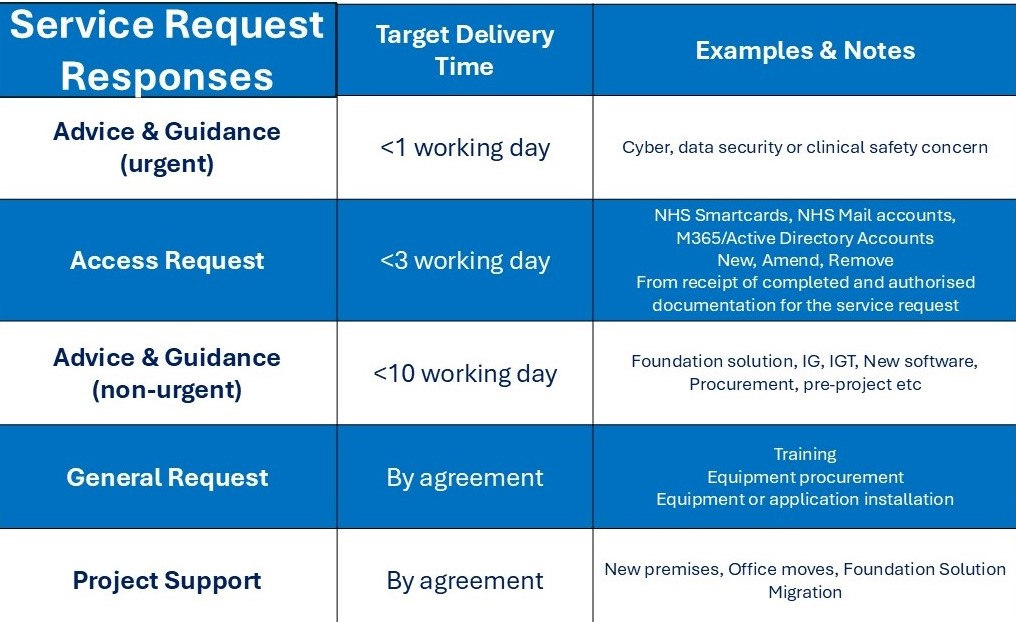 Service Request
Responses
Target Delivery
Time
Examples & Notes
Advice & Guidance
(urgent)
<1 working day
Cyber, data security or clinical safety concern
Access Request
<3 working day
NHS Smartcards, NHS Mail accounts,
M365/Active Directory Accounts
New, Amend, Remove
From receipt of completed and authorised
documentation for the service request
Advice & Guidance
(non-urgent)
<10 working day
Foundation solution, IG, IGT, New software,
Procurement, pre-project etc
General Request
By agreement
Training
Equipment procurement
Equipment or application installation
Project Support
By agreement
New premises, Office moves, Foundation Solution
Migration